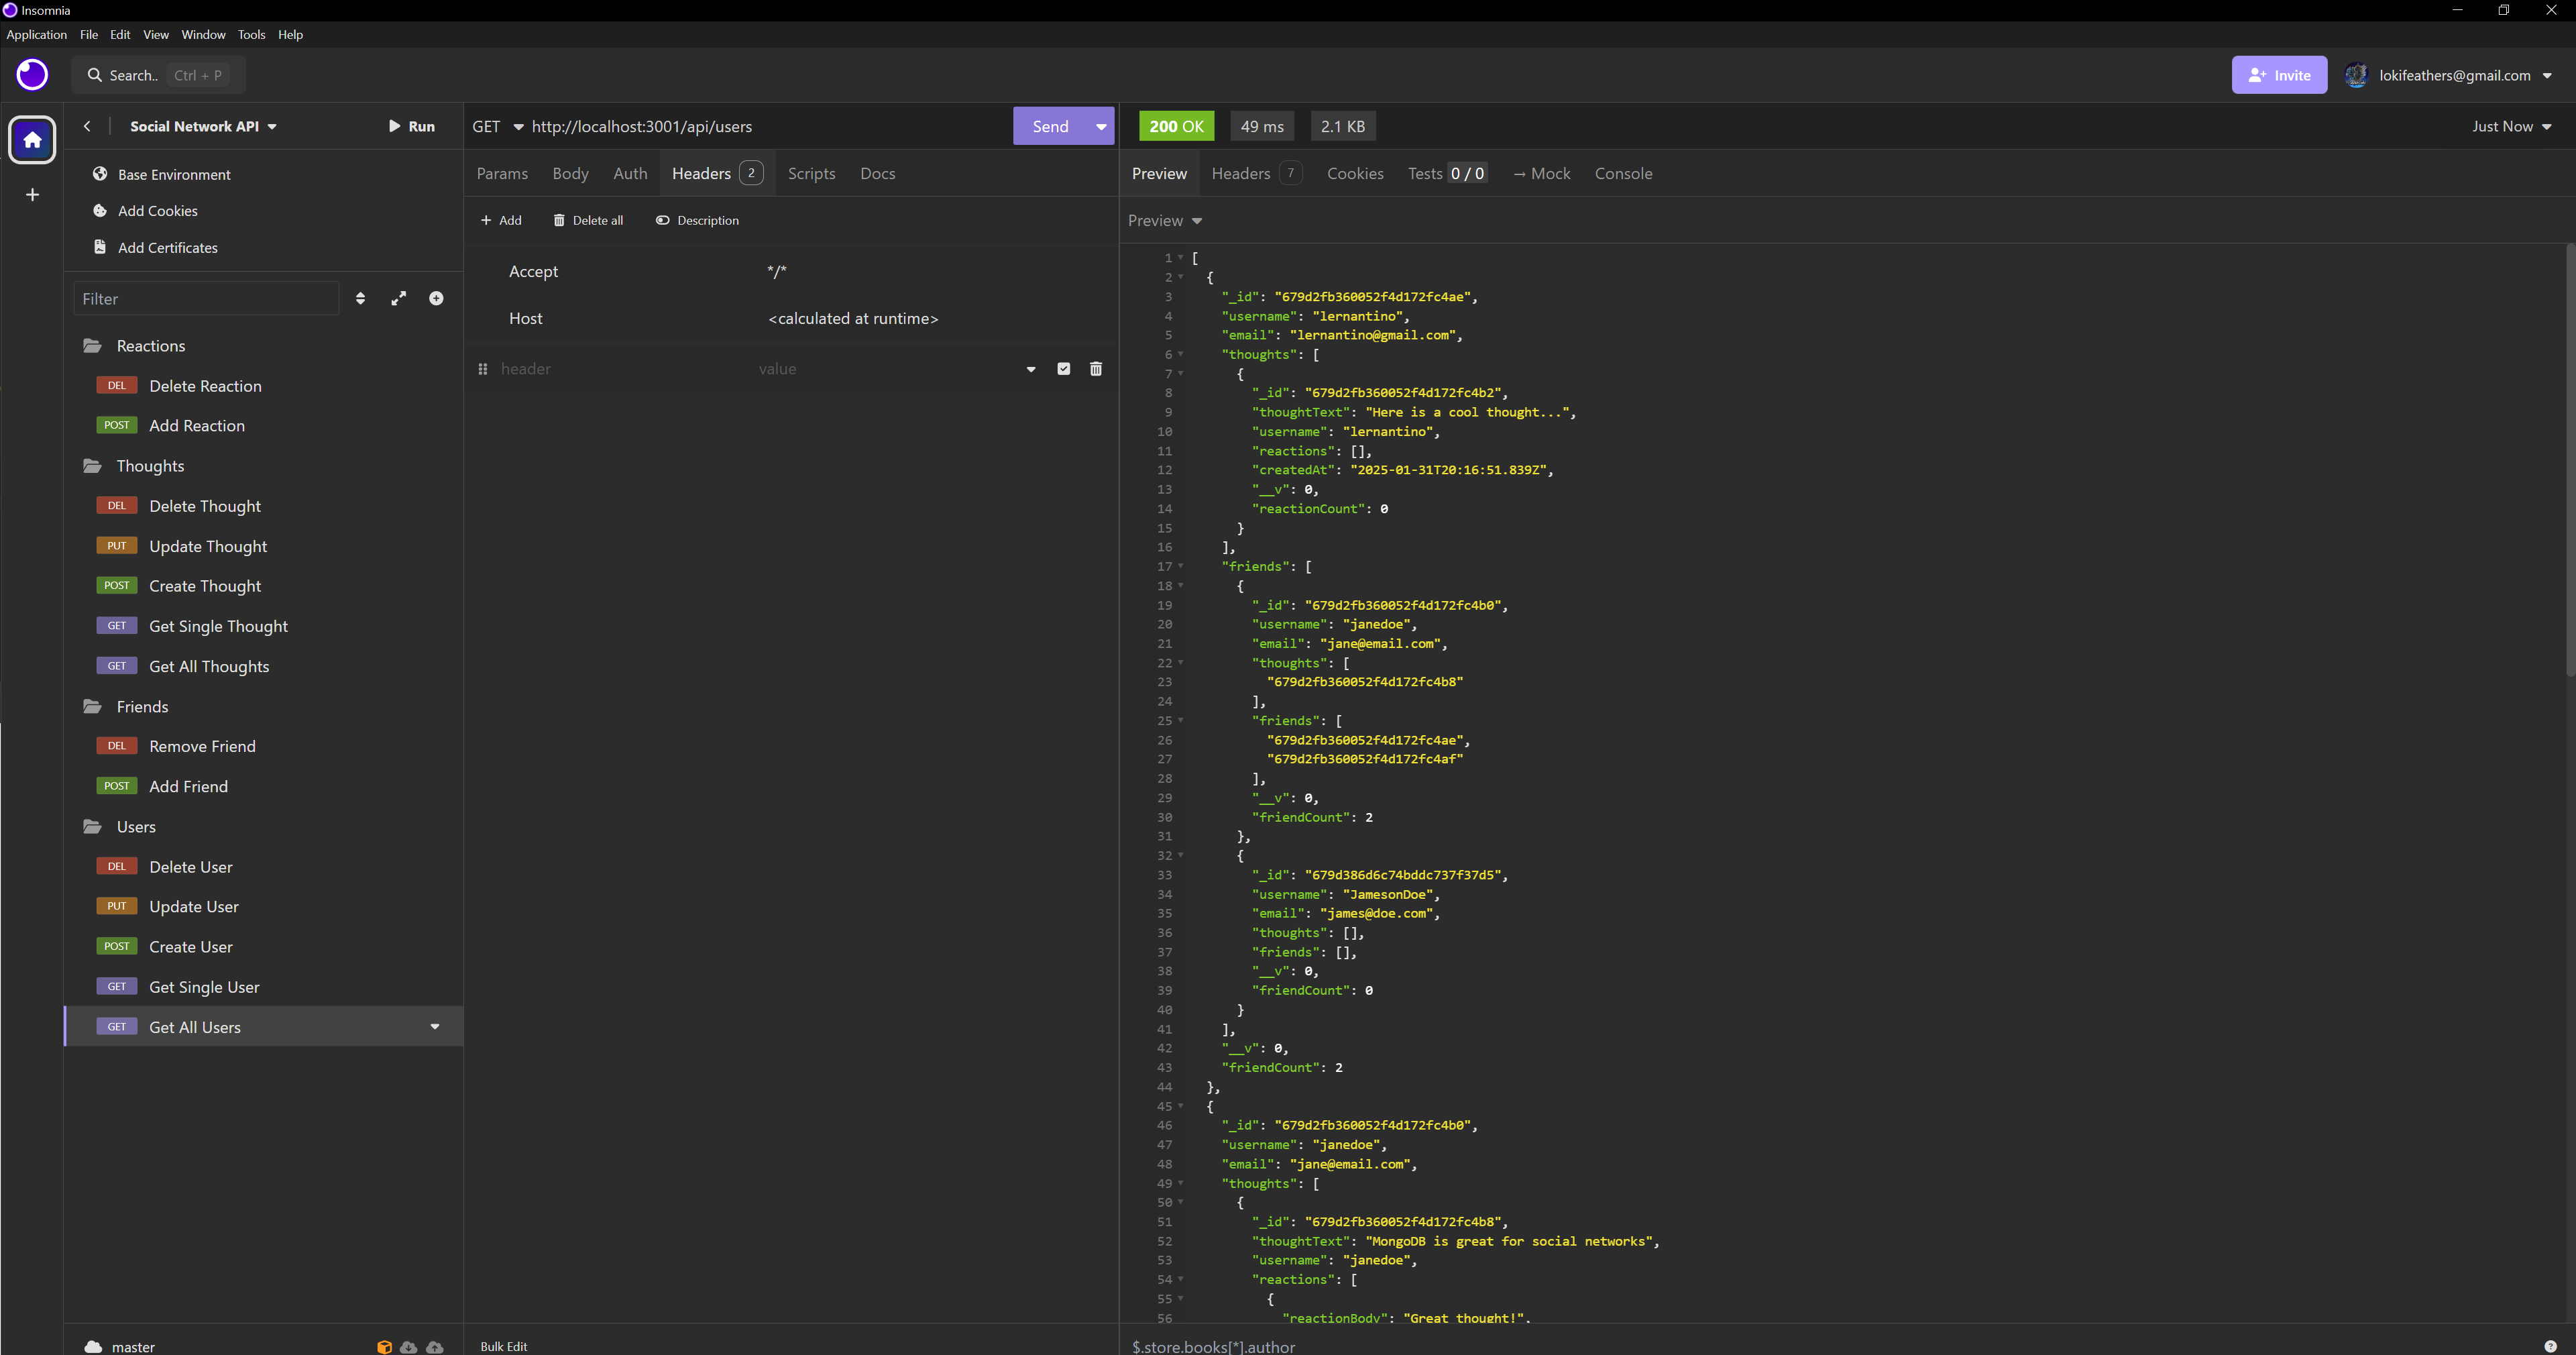 Insomnia
Application File Edit View Window Tools Help
Search.. Ctrl + P
Invite lokifeathers@gmail.com
Social Network API Run
Base Environment
Add Cookies
Add Certificates
Filter
Reactions
DEL Delete Reaction
POST Add Reaction
Thoughts
DEL Delete Thought
PUT Update Thought
POST Create Thought
GET Get Single Thought
GET Get All Thoughts
Friends
DEL Remove Friend
POST Add Friend
Users
DEL Delete User
PUT Update User
POST Create User
GET Get Single User
GET Get All Users
master
GET http://localhost:3001/api/users Send
Params Body Auth Headers 2 Scripts Docs
+ Add Delete all Description
Accept */*
Host <calculated at runtime>
header value
Bulk Edit
200 OK 49 ms 2.1 KB Just Now
Preview Headers 7 Cookies Tests 0 / 0 → Mock Console
Preview
1 [
2 {
3 "_id": "679d2fb360052f4d172fc4ae",
4 "username": "lernantino",
5 "email": "lernantino@gmail.com",
6 "thoughts": [
7 {
8 "_id": "679d2fb360052f4d172fc4b2",
9 "thoughtText": "Here is a cool thought...",
10 "username": "lernantino",
11 "reactions": [],
12 "createdAt": "2025-01-31T20:16:51.839Z",
13 "__v": 0,
14 "reactionCount": 0
15 }
16 ],
17 "friends": [
18 {
19 "_id": "679d2fb360052f4d172fc4b0",
20 "username": "janedoe",
21 "email": "jane@email.com",
22 "thoughts": [
23 "679d2fb360052f4d172fc4b8"
24 ],
25 "friends": [
26 "679d2fb360052f4d172fc4ae",
27 "679d2fb360052f4d172fc4af"
28 ],
29 "__v": 0,
30 "friendCount": 2
31 },
32 {
33 "_id": "679d386d6c74bddc737f37d5",
34 "username": "JamesonDoe",
35 "email": "james@doe.com",
36 "thoughts": [],
37 "friends": [],
38 "__v": 0,
39 "friendCount": 0
40 }
41 ],
42 "__v": 0,
43 "friendCount": 2
44 },
45 {
46 "_id": "679d2fb360052f4d172fc4b0",
47 "username": "janedoe",
48 "email": "jane@email.com",
49 "thoughts": [
50 {
51 "_id": "679d2fb360052f4d172fc4b8",
52 "thoughtText": "MongoDB is great for social networks",
53 "username": "janedoe",
54 "reactions": [
55 {
56 "reactionBody": "Great thought!",
$.store.books[*].author